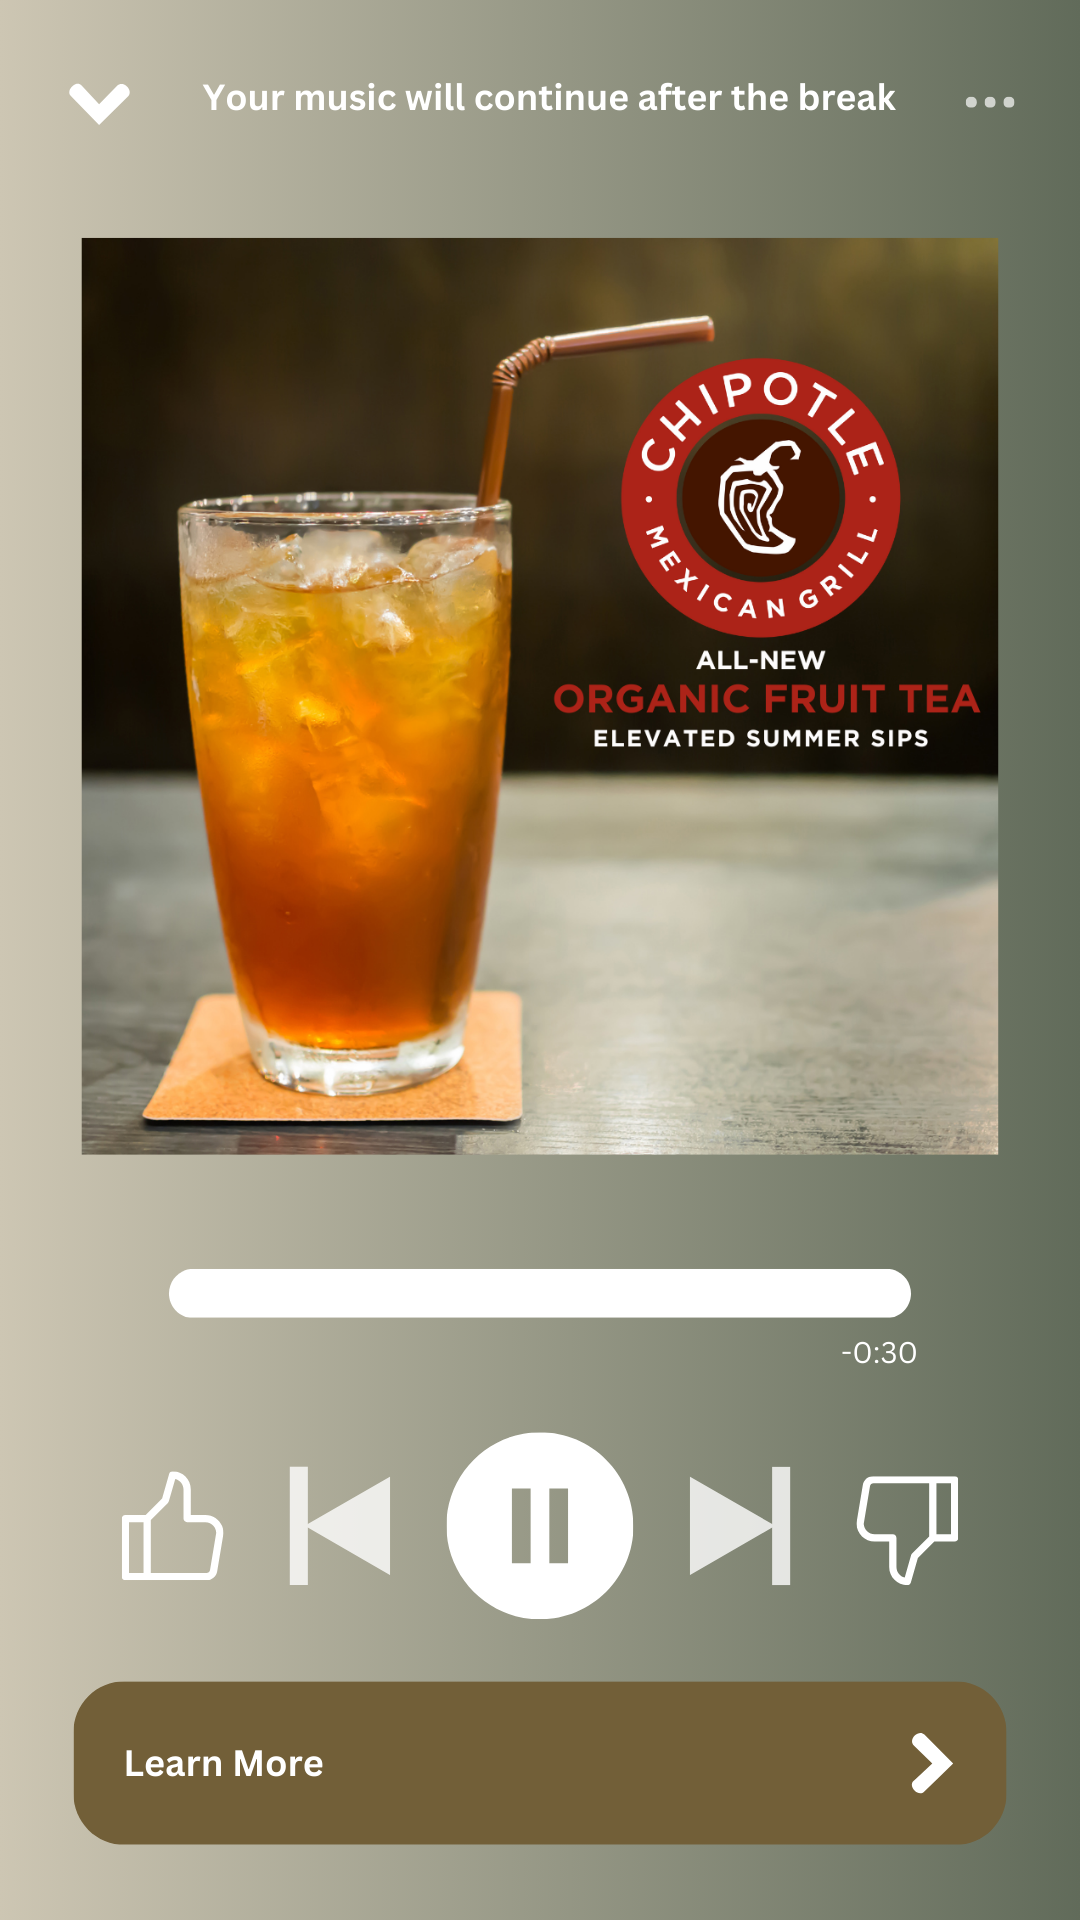 Your music will continue after the break
CHIPOTLE
MEXICAN GRILL
ALL-NEW
ORGANIC FRUIT TEA
ELEVATED SUMMER SIPS
-0:30
Learn More